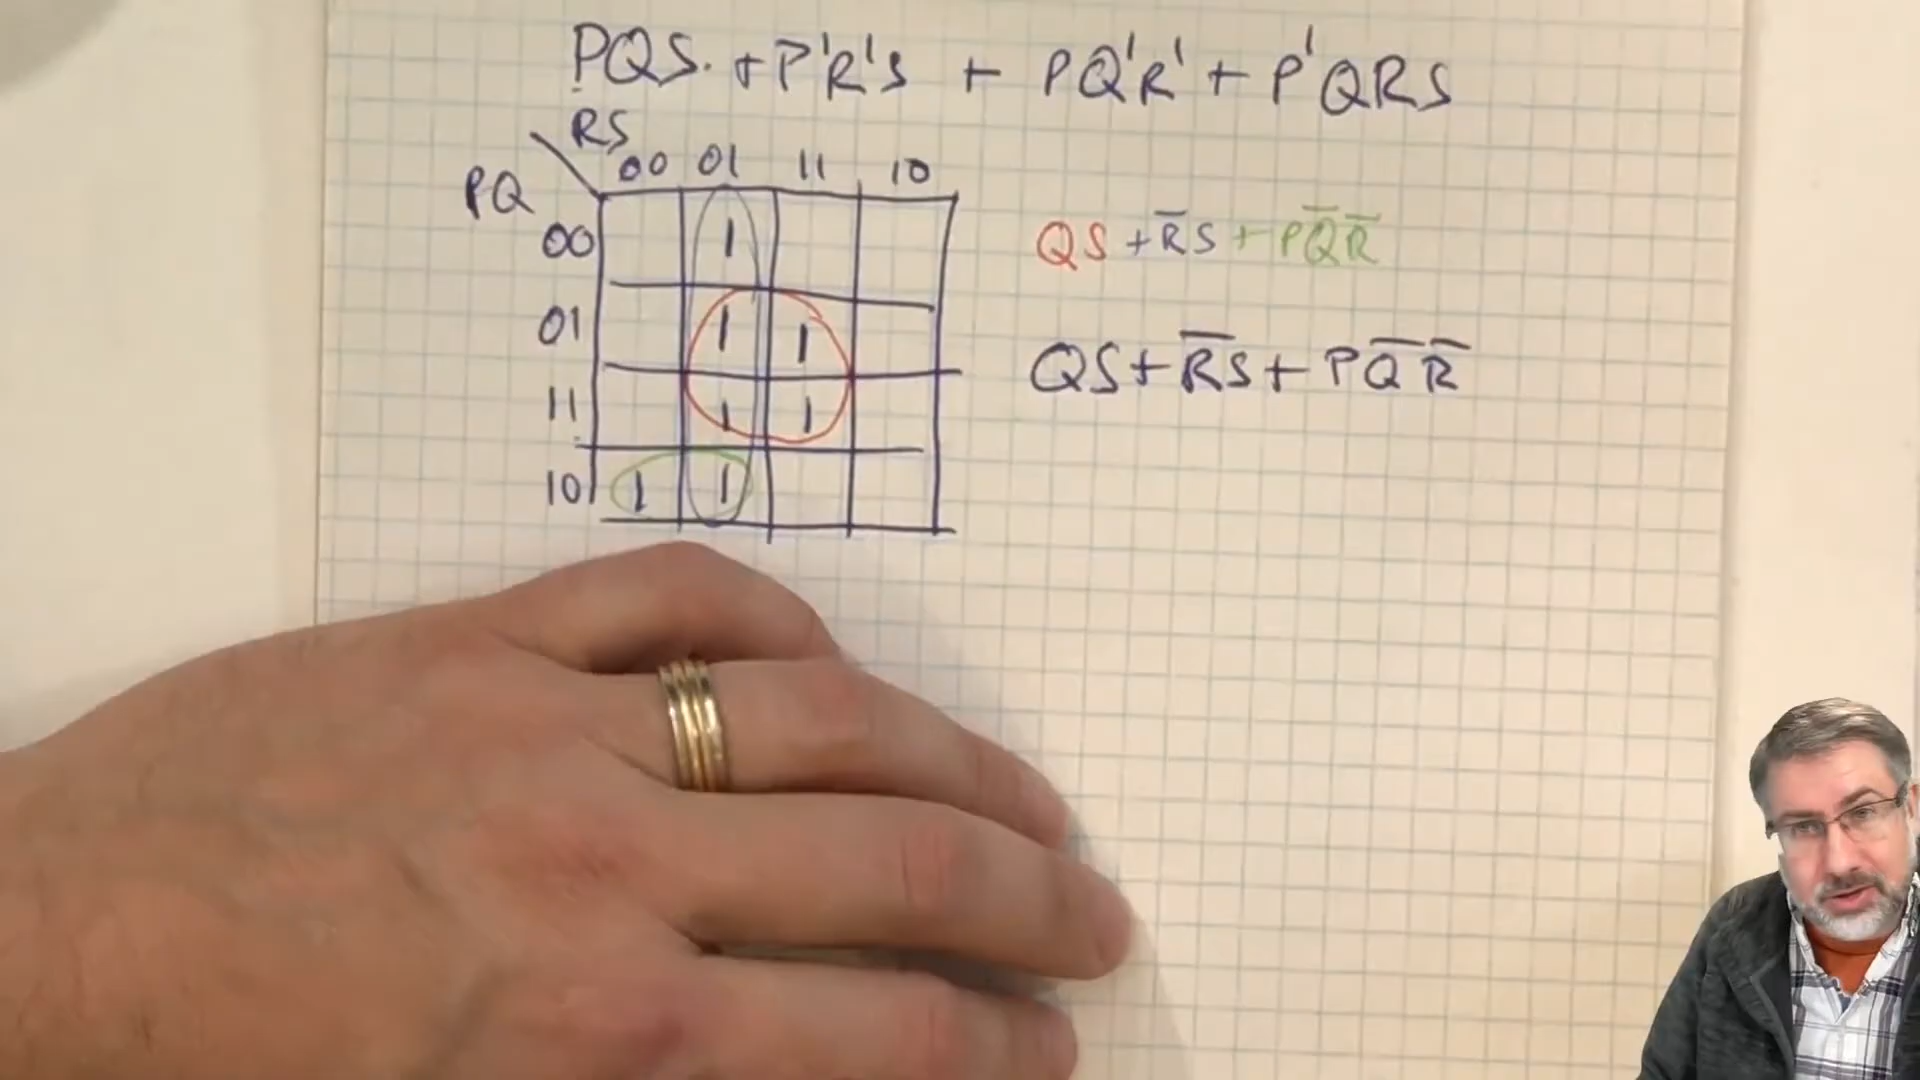 PQS. + P'R'S + PQ'R' + P'QRS
RS
00 01 11 10
PQ
00 1
QS + R̅S + PQ̅R̅
01 1 1
QS + R̅S + PQ̅ R̅
11 1 1
10 1 1